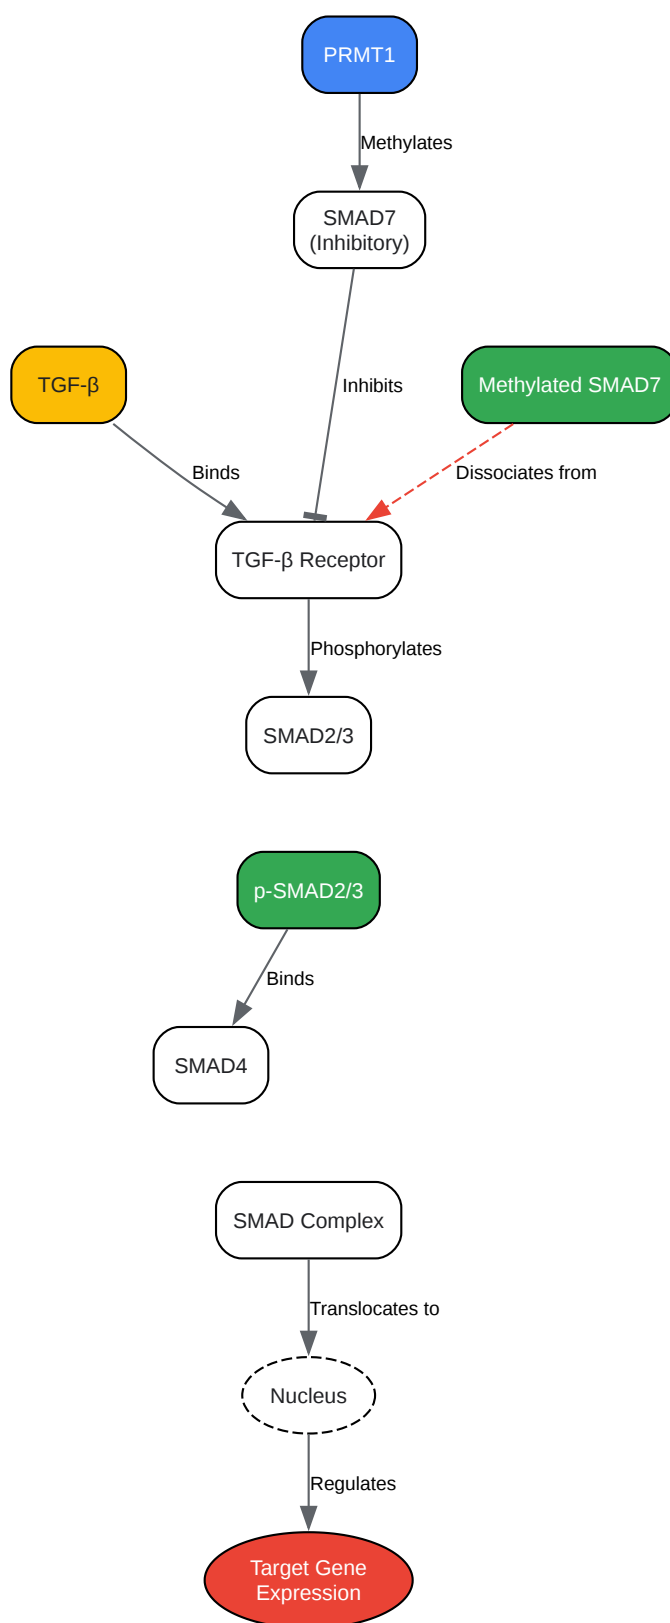 PRMT1
Methylates
SMAD7
(Inhibitory)
TGF-β
Inhibits
Methylated SMAD7
Binds
Dissociates from
TGF-β Receptor
Phosphorylates
SMAD2/3
p-SMAD2/3
Binds
SMAD4
SMAD Complex
Translocates to
Nucleus
Regulates
Target Gene
Expression